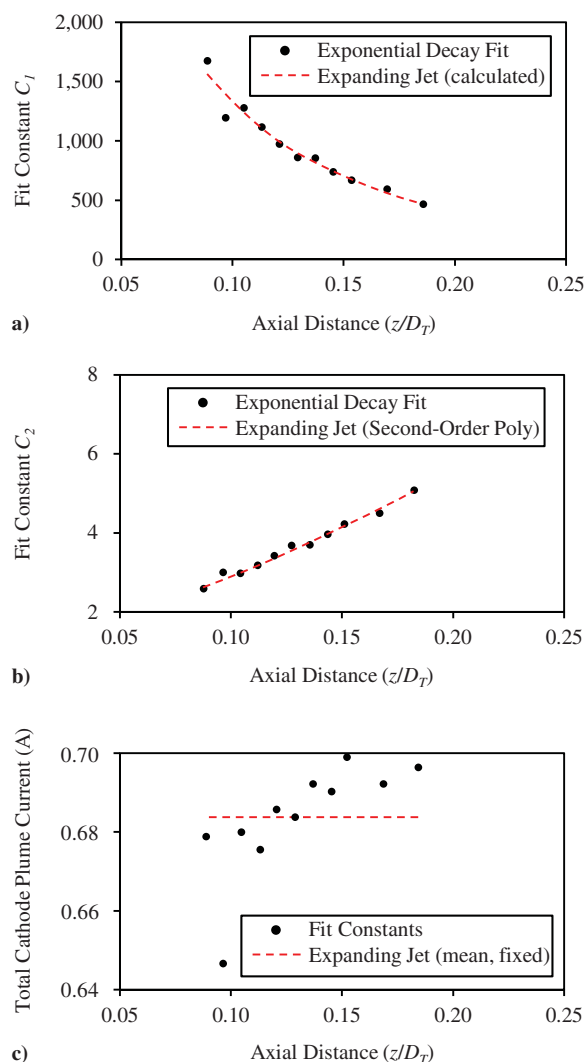 2,000
1,500
1,000
500
0
Fit Constant C1
Exponential Decay Fit
Expanding Jet (calculated)
0.05 0.10 0.15 0.20 0.25
a) Axial Distance (z/DT)
8
6
4
2
Fit Constant C2
Exponential Decay Fit
Expanding Jet (Second-Order Poly)
0.05 0.10 0.15 0.20 0.25
b) Axial Distance (z/DT)
0.70
0.68
0.66
0.64
Total Cathode Plume Current (A)
Fit Constants
Expanding Jet (mean, fixed)
0.05 0.10 0.15 0.20 0.25
c) Axial Distance (z/DT)